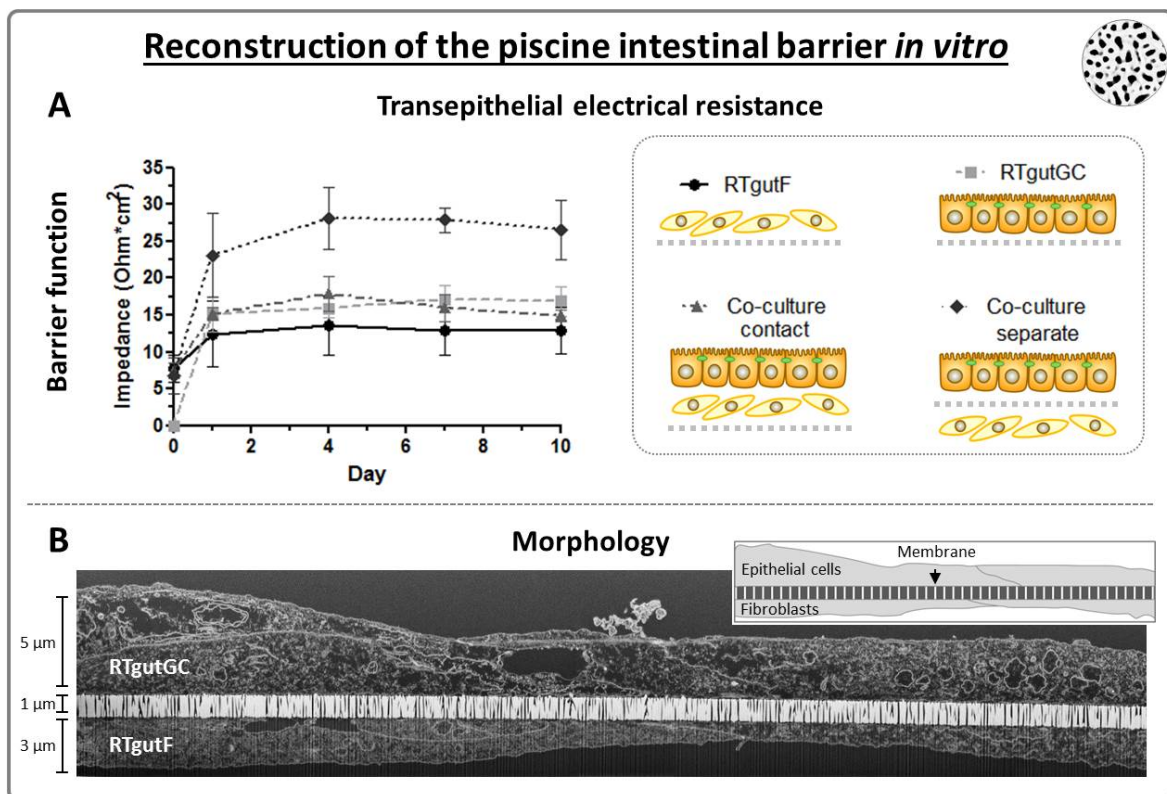 Reconstruction of the piscine intestinal barrier in vitro
A
Transepithelial electrical resistance
Barrier function
Impedance (Ohm*cm²)
35
30
25
20
15
10
5
0
0
2
4
6
8
10
Day
RTgutF
RTgutGC
Co-culture
contact
Co-culture
separate
B
Morphology
Membrane
Epithelial cells
Fibroblasts
5 µm
RTgutGC
1 µm
3 µm
RTgutF